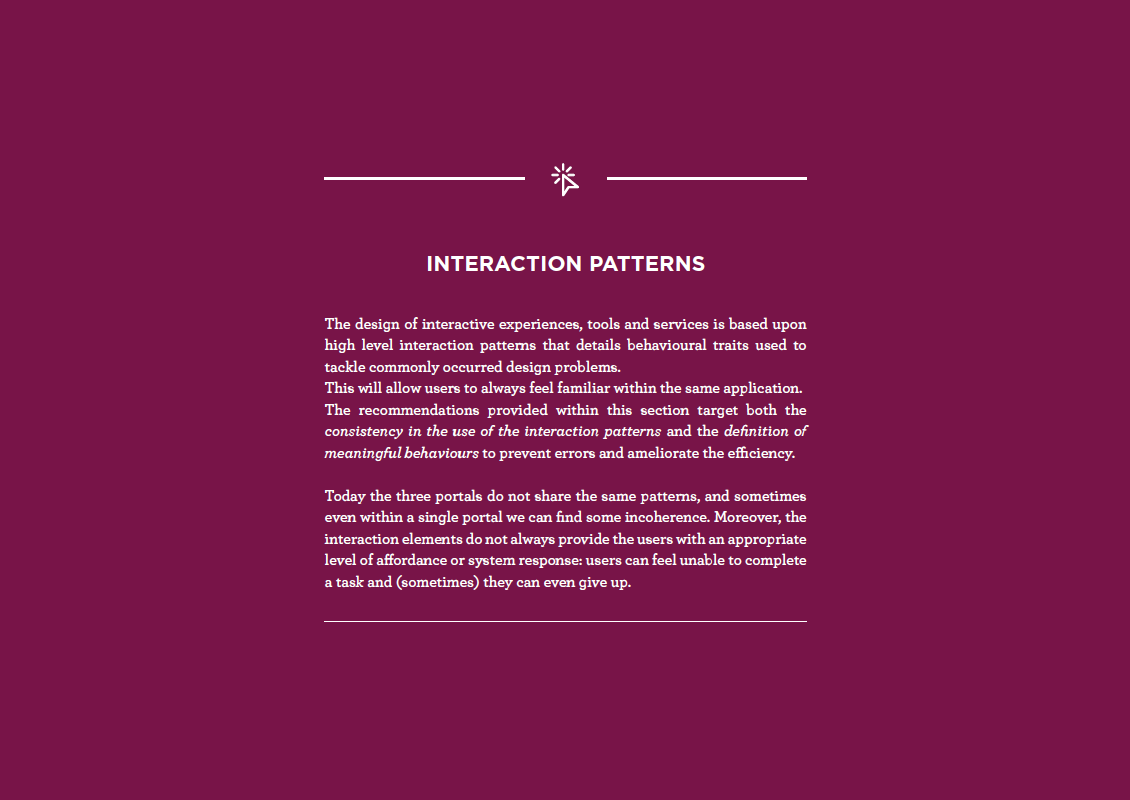 INTERACTION PATTERNS
The design of interactive experiences, tools and services is based upon
high level interaction patterns that details behavioural traits used to
tackle commonly occurred design problems.
This will allow users to always feel familiar within the same application.
The recommendations provided within this section target both the
consistency in the use of the interaction patterns and the definition of
meaningful behaviours to prevent errors and ameliorate the efficiency.
Today the three portals do not share the same patterns, and sometimes
even within a single portal we can find some incoherence. Moreover, the
interaction elements do not always provide the users with an appropriate
level of affordance or system response: users can feel unable to complete
a task and (sometimes) they can even give up.